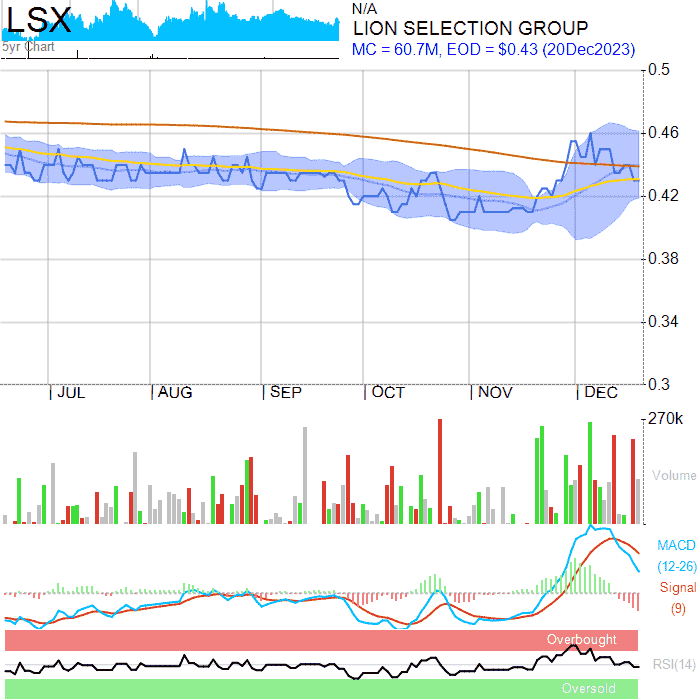 LSX
N/A
LION SELECTION GROUP
5yr Chart
MC = 60.7M, EOD = $0.43 (20Dec2023)
0.5
0.46
0.42
0.38
0.34
0.3
JUL AUG SEP OCT NOV DEC
270k
Volume
MACD
(12-26)
Signal
(9)
Overbought
RSI(14)
Oversold